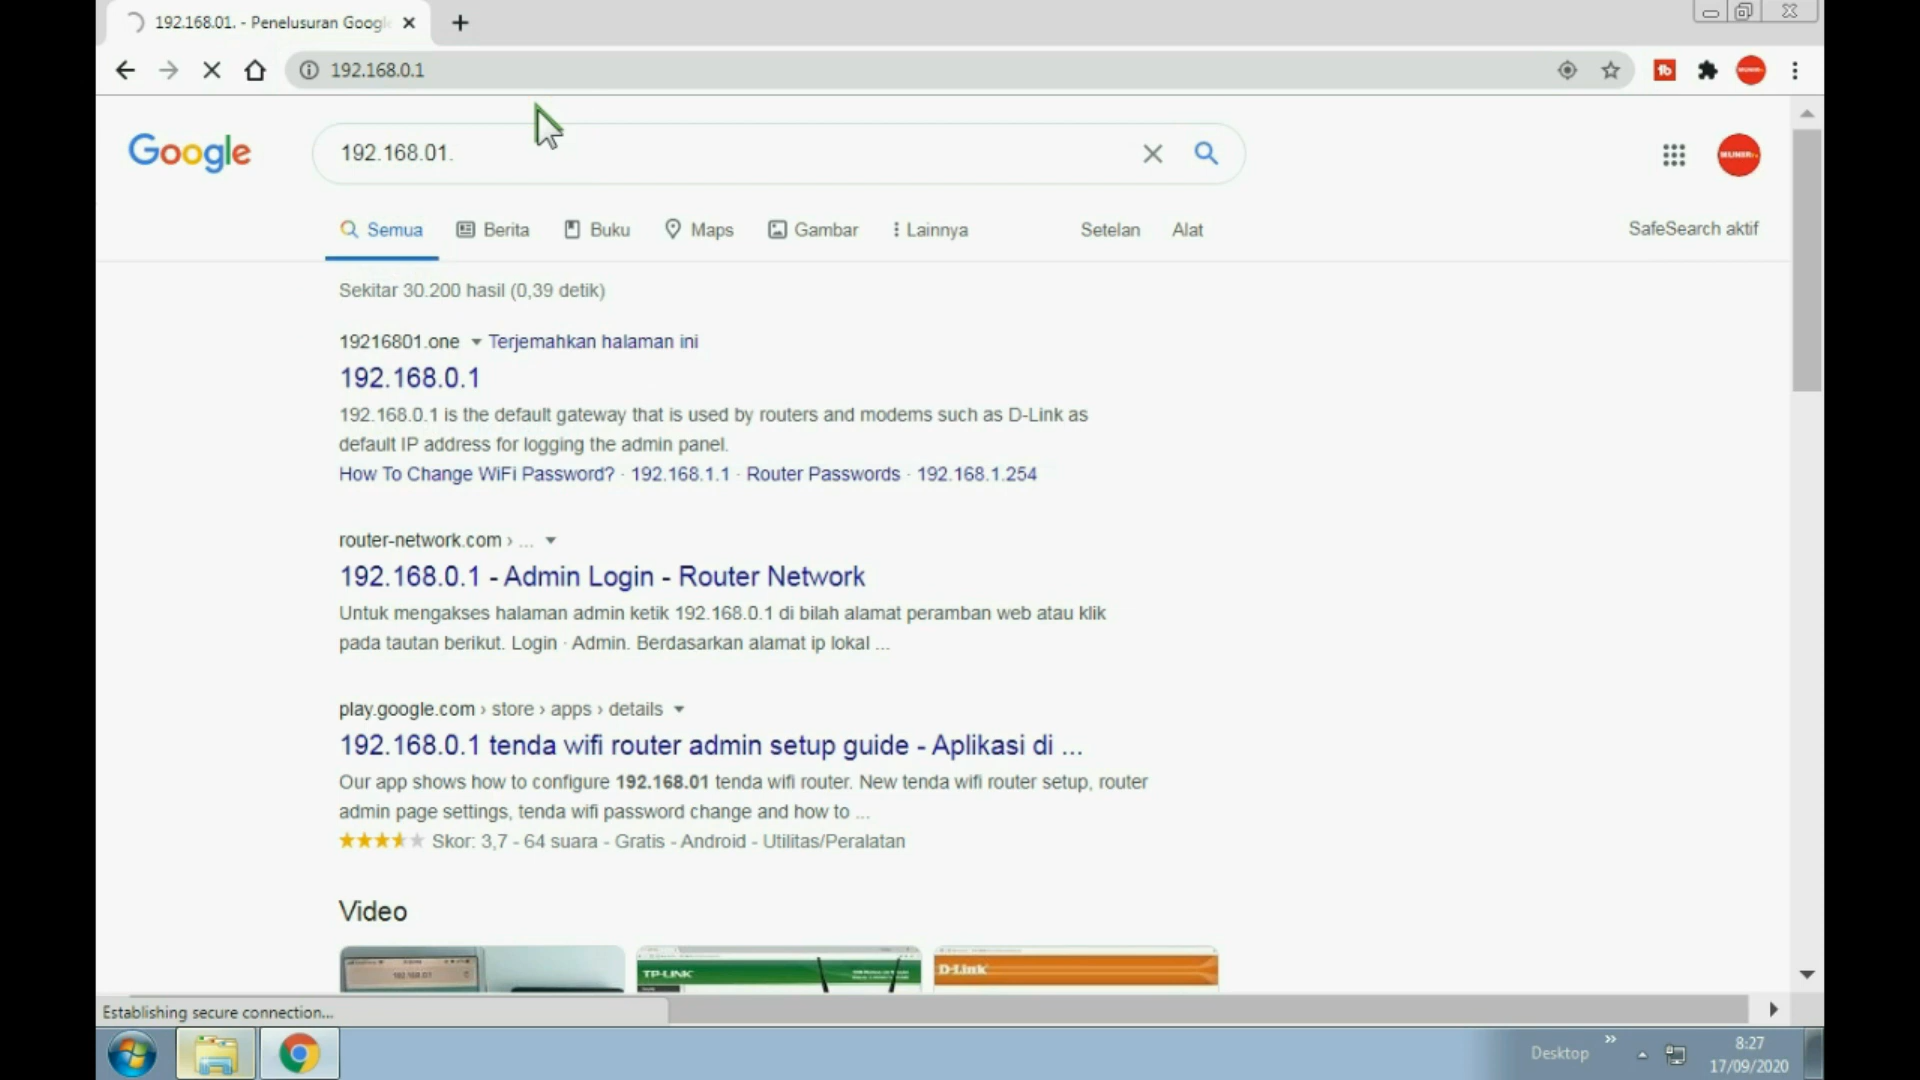 192.168.01. - Penelusuran Googl
192.168.0.1
Google
192.168.01.
Semua
Berita
Buku
Maps
Gambar
Lainnya
Setelan
Alat
SafeSearch aktif
Sekitar 30.200 hasil (0,39 detik)
19216801.one Terjemahkan halaman ini
192.168.0.1
192.168.0.1 is the default gateway that is used by routers and modems such as D-Link as
default IP address for logging the admin panel.
How To Change WiFi Password? · 192.168.1.1 · Router Passwords · 192.168.1.254
router-network.com › ...
192.168.0.1 - Admin Login - Router Network
Untuk mengakses halaman admin ketik 192.168.0.1 di bilah alamat peramban web atau klik
pada tautan berikut. Login · Admin. Berdasarkan alamat ip lokal ...
play.google.com › store › apps › details
192.168.0.1 tenda wifi router admin setup guide - Aplikasi di ...
Our app shows how to configure 192.168.01 tenda wifi router. New tenda wifi router setup, router
admin page settings, tenda wifi password change and how to ...
Skor: 3,7 - 64 suara - Gratis - Android - Utilitas/Peralatan
Video
TP-LINK
D-Link
Establishing secure connection...
Desktop
8:27
17/09/2020